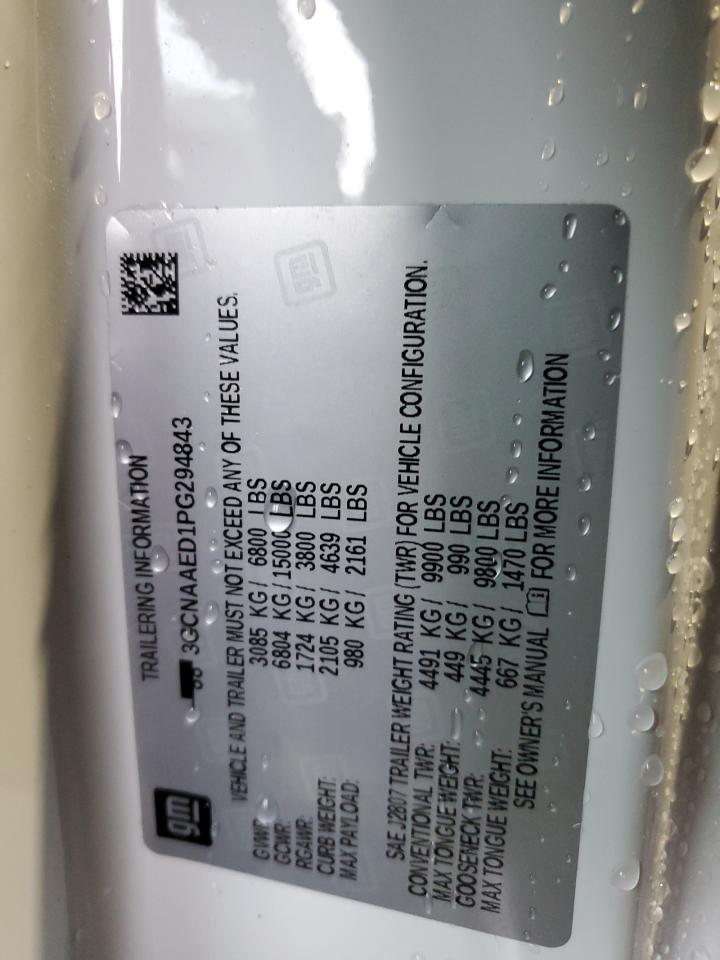 gm
TRAILERING INFORMATION
3GCNAAED1PG294843
VEHICLE AND TRAILER MUST NOT EXCEED ANY OF THESE VALUES.
GVWR: 3085 KG / 6800 LBS
GCWR: 6804 KG / 15000 LBS
RGAWR: 1724 KG / 3800 LBS
CURB WEIGHT: 2105 KG / 4639 LBS
MAX PAYLOAD: 980 KG / 2161 LBS
SAE J2807 TRAILER WEIGHT RATING (TWR) FOR VEHICLE CONFIGURATION.
CONVENTIONAL TWR: 4491 KG / 9900 LBS
MAX TONGUE WEIGHT: 449 KG / 990 LBS
GOOSENECK TWR: 4445 KG / 9800 LBS
MAX TONGUE WEIGHT: 667 KG / 1470 LBS
SEE OWNER'S MANUAL FOR MORE INFORMATION